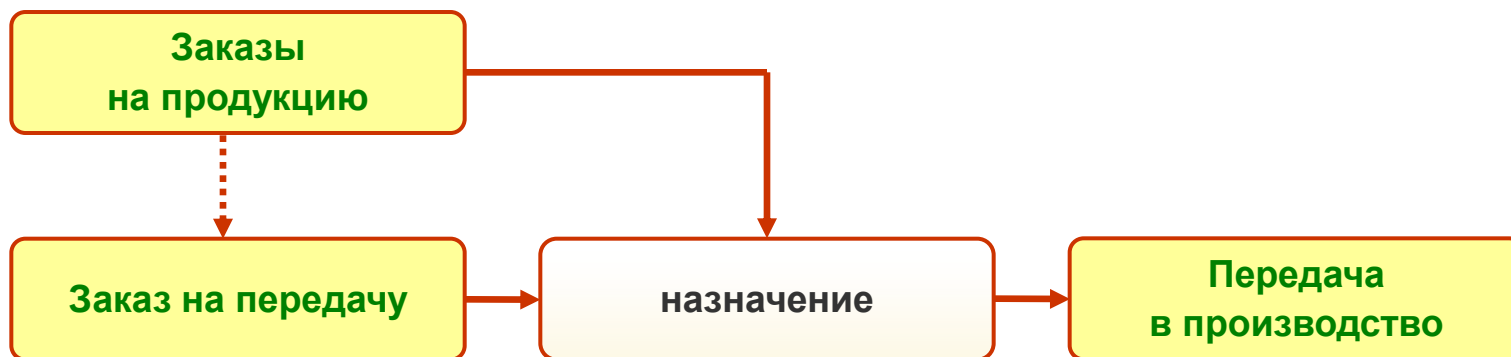 Заказы
на продукцию
Заказ на передачу
назначение
Передача
в производство